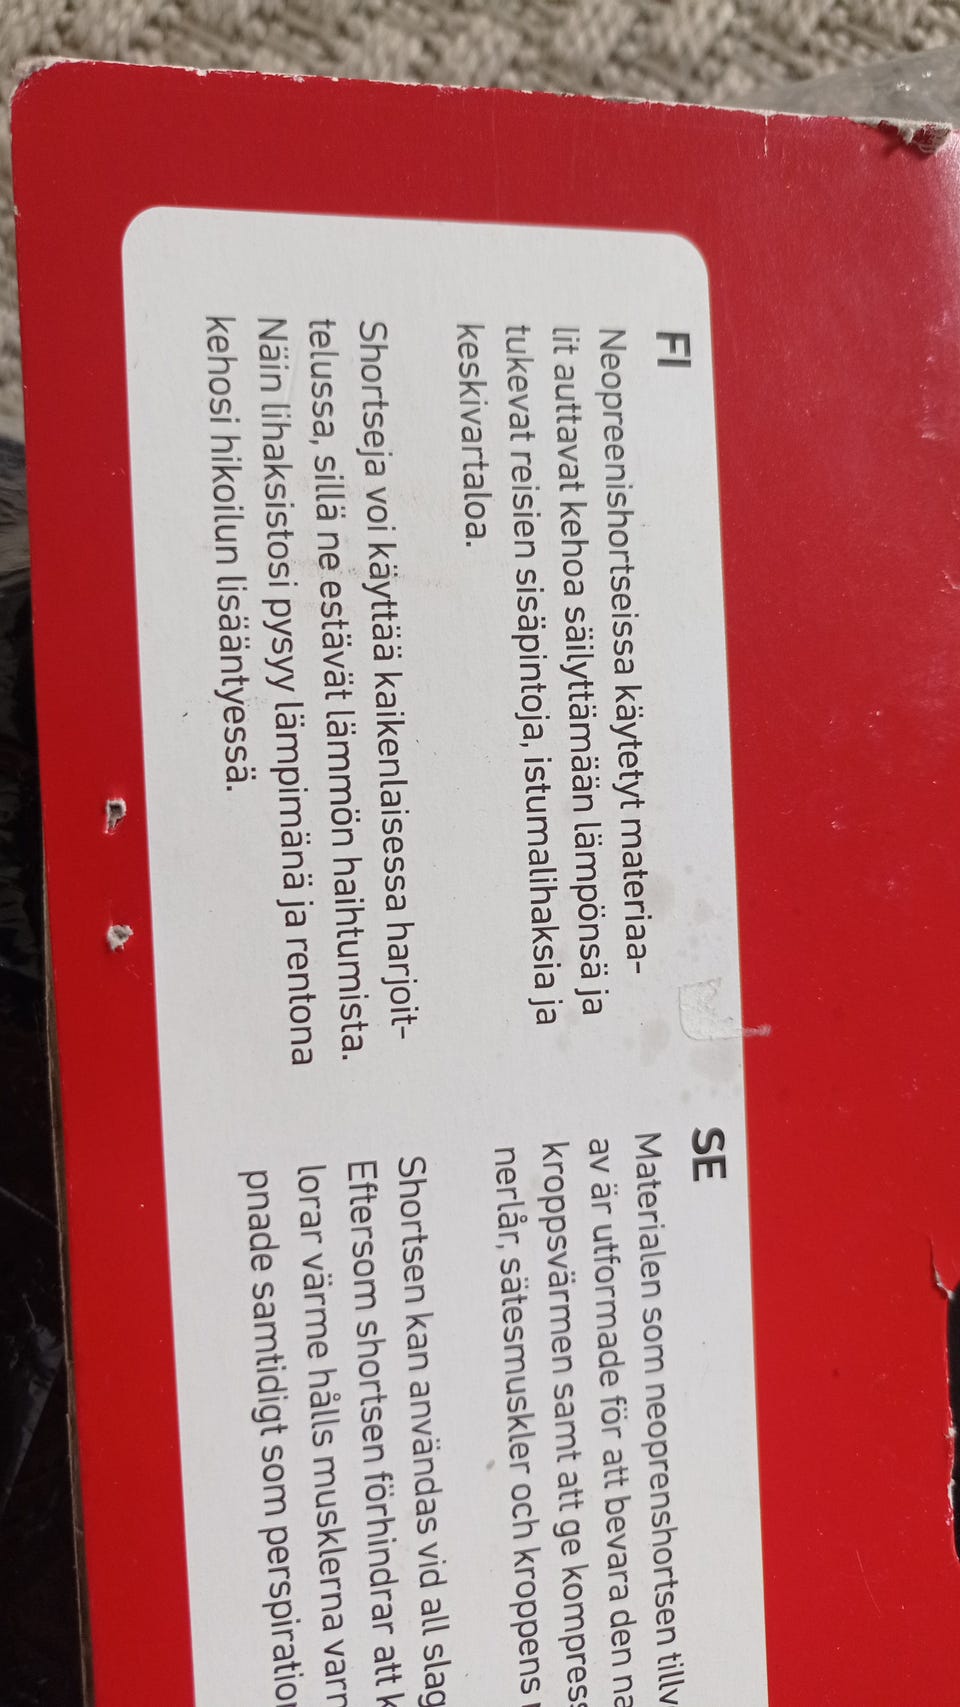 FI
Neopreenishortseissa käytetyt materiaa-
lit auttavat kehoa säilyttämään lämpönsä ja
tukevat reisien sisäpintoja, istumalihaksia ja
keskivartaloa.
Shortseja voi käyttää kaikenlaisessa harjoit-
telussa, sillä ne estävät lämmön haihtumista.
Näin lihaksistosi pysyy lämpimänä ja rentona
kehosi hikoilun lisääntyessä.
SE
Materialen som neoprenshortsen
av är utformade för att bevara den
kroppsvärmen samt att ge
nerlår, sätesmuskler och kroppens
Shortsen kan användas vid all
Eftersom shortsen förhindrar att
lorar värme hålls musklerna
pnade samtidigt som